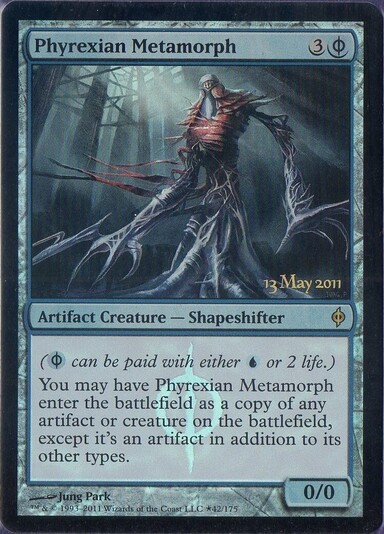 Phyrexian Metamorph 3
13 May 2011
Artifact Creature — Shapeshifter
( can be paid with either or 2 life.)
You may have Phyrexian Metamorph
enter the battlefield as a copy of any
artifact or creature on the battlefield,
except it's an artifact in addition to its
other types.
Jung Park
™ & © 1993–2011 Wizards of the Coast LLC ★42/175
0/0